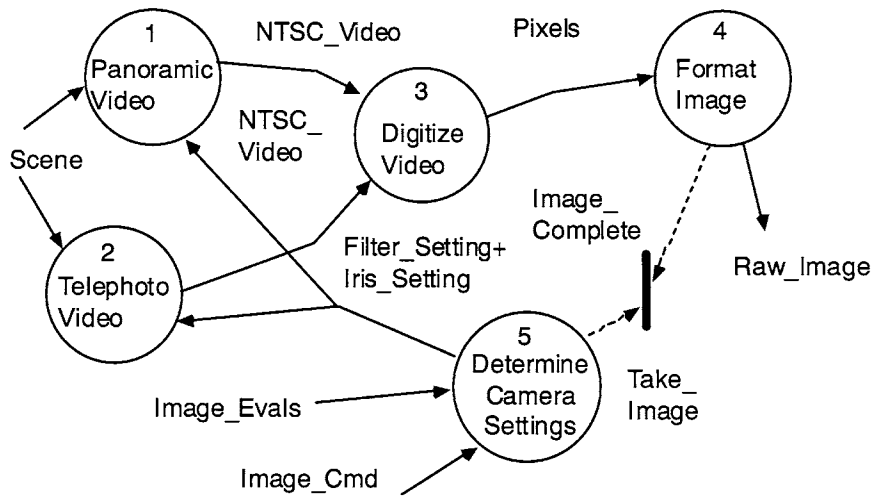 1
Panoramic
Video
NTSC_Video
Pixels
4
Format
Image
3
Digitize
Video
NTSC_
Video
Scene
2
Telephoto
Video
Filter_Setting+
Iris_Setting
Image_
Complete
Raw_Image
5
Determine
Camera
Settings
Take_
Image
Image_Evals
Image_Cmd